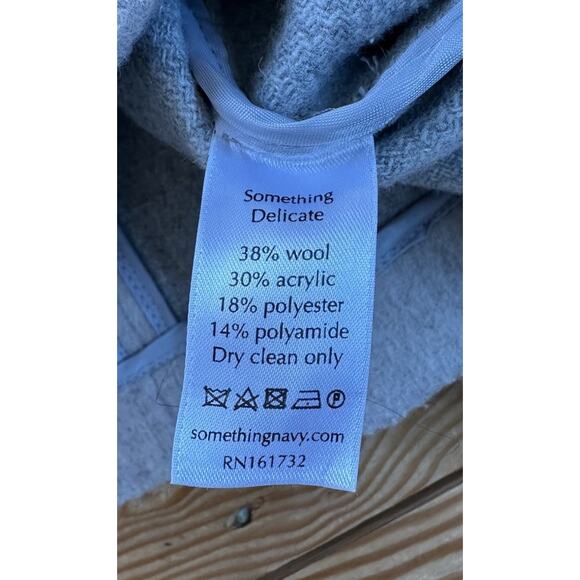 Something
Delicate
38% wool
30% acrylic
18% polyester
14% polyamide
Dry clean only
P
somethingnavy.com
RN161732